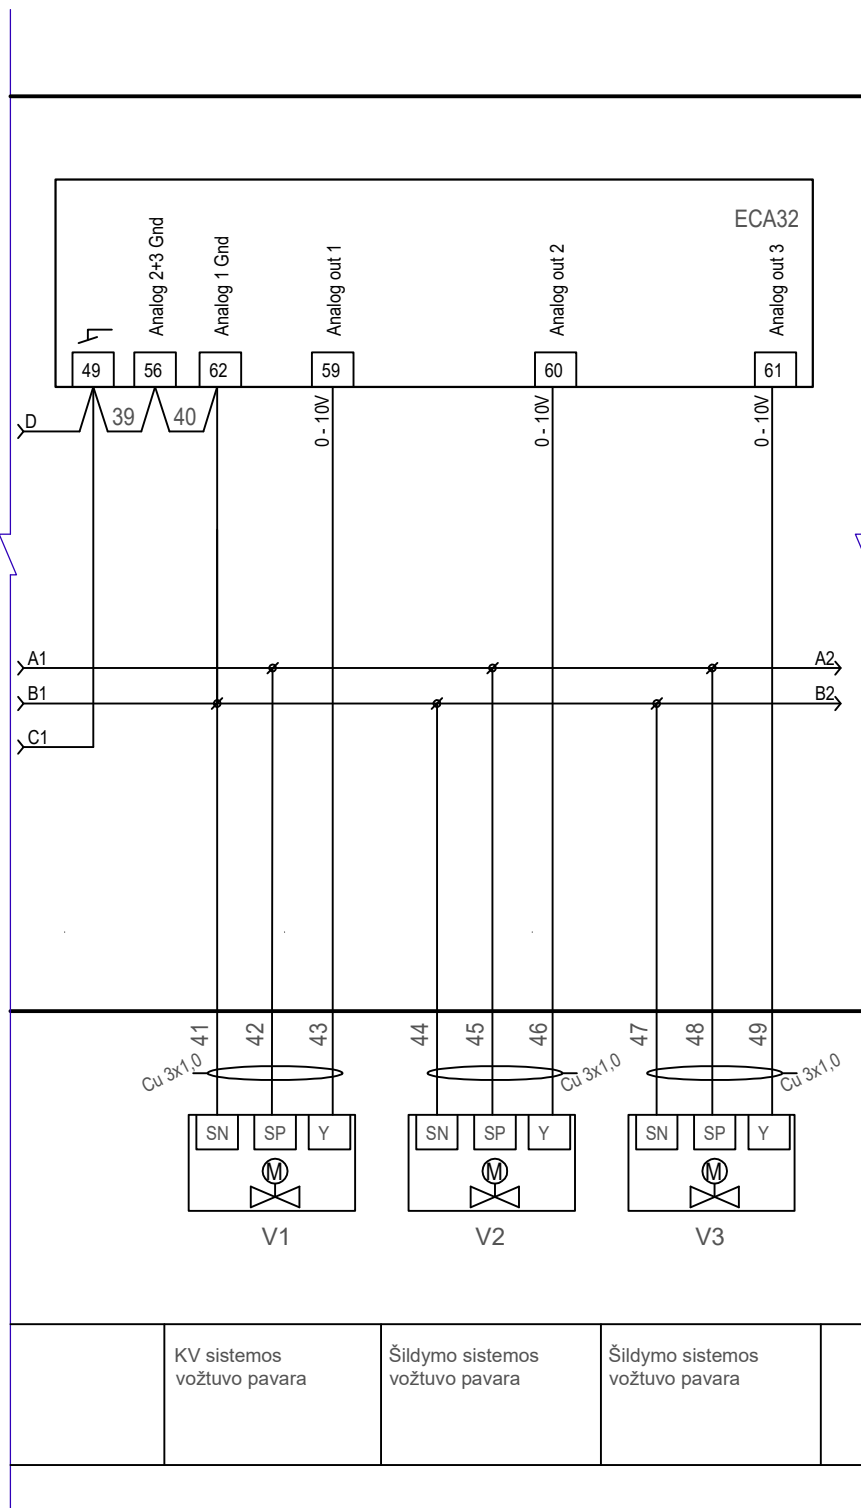 ECA32
Analog 2+3 Gnd
Analog 1 Gnd
Analog out 1
Analog out 2
Analog out 3
49 56 62 59 60 61
D 39 40 0 - 10V 0 - 10V 0 - 10V
A1 A2
B1 B2
C1
41 42 43 44 45 46 47 48 49
Cu 3x1,0 Cu 3x1,0 Cu 3x1,0
SN SP Y SN SP Y SN SP Y
M M M
V1 V2 V3
KV sistemos
vožtuvo pavara
Šildymo sistemos
vožtuvo pavara
Šildymo sistemos
vožtuvo pavara